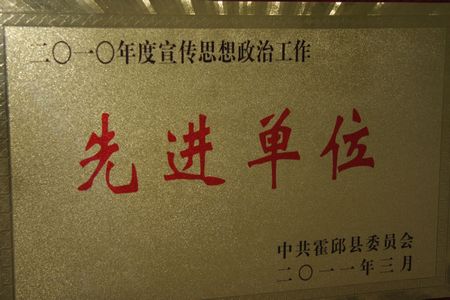 二〇一〇年度宣传思想政治工作
先进单位
中共霍邱县委员会
二〇一一年三月